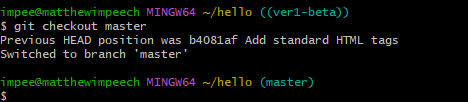 impee@matthewimpeech MINGW64 ~/hello ((ver1-beta))
$ git checkout master
Previous HEAD position was b4081af Add standard HTML tags
Switched to branch 'master'
impee@matthewimpeech MINGW64 ~/hello (master)
$